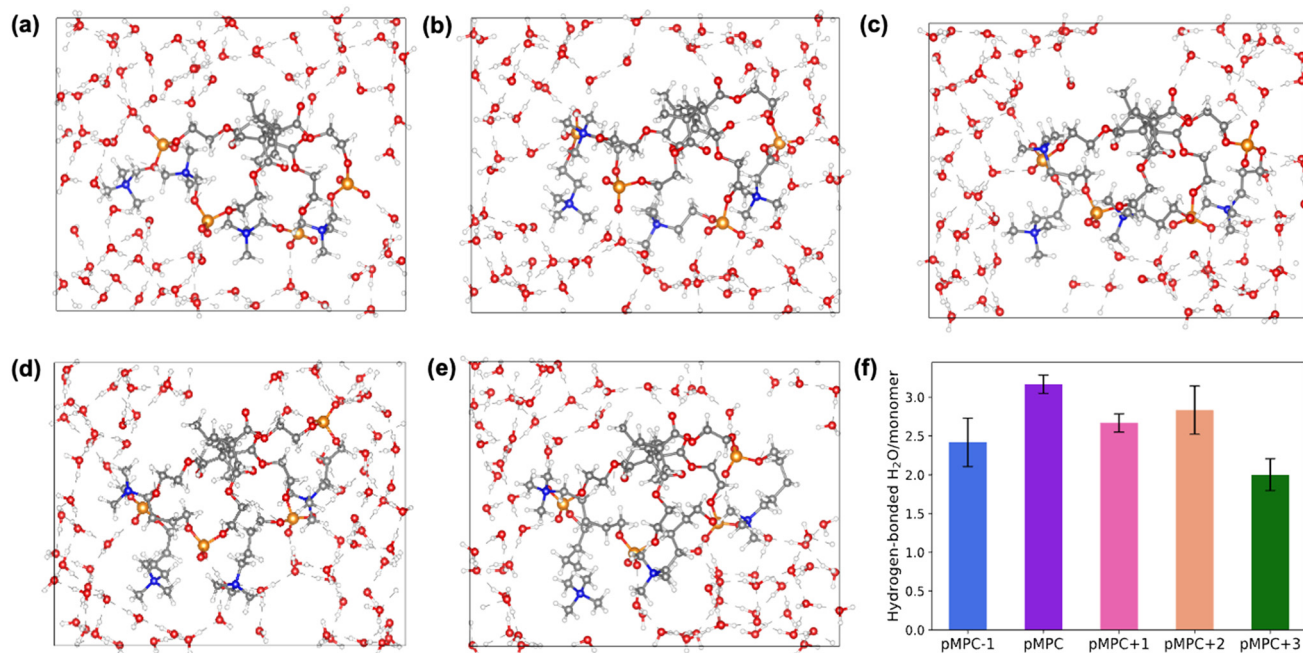 (a)
(b)
(c)
(d)
(e)
(f)
Hydrogen-bonded H₂O/monomer
3.0
2.5
2.0
1.5
1.0
0.5
0.0
pMPC-1 pMPC pMPC+1 pMPC+2 pMPC+3